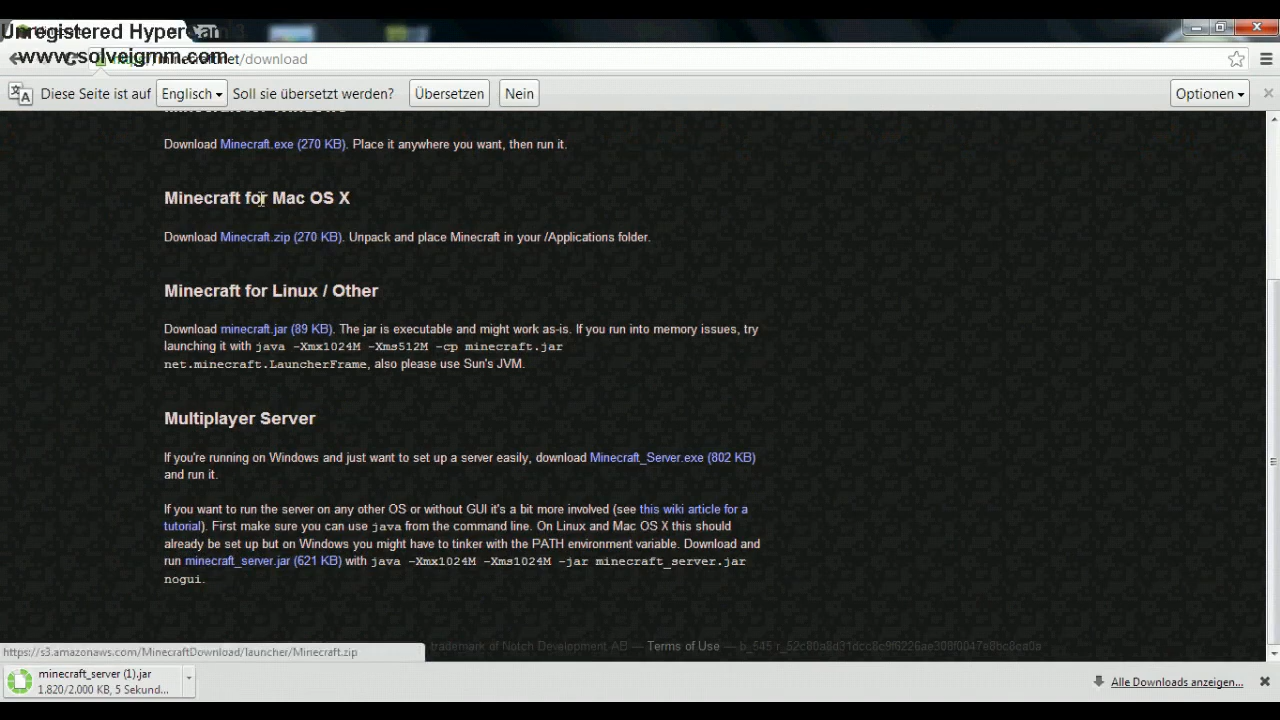 Unregistered Hypercam 3
www.solveigmm.com
minecraft.net/download
Diese Seite ist auf Englisch Soll sie übersetzt werden? Übersetzen Nein Optionen
Download Minecraft.exe (270 KB). Place it anywhere you want, then run it.
Minecraft for Mac OS X
Download Minecraft.zip (270 KB). Unpack and place Minecraft in your /Applications folder.
Minecraft for Linux / Other
Download minecraft.jar (89 KB). The jar is executable and might work as-is. If you run into memory issues, try
launching it with java -Xmx1024M -Xms512M -cp minecraft.jar
net.minecraft.LauncherFrame, also please use Sun's JVM.
Multiplayer Server
If you're running on Windows and just want to set up a server easily, download Minecraft_Server.exe (802 KB)
and run it.
If you want to run the server on any other OS or without GUI it's a bit more involved (see this wiki article for a
tutorial). First make sure you can use java from the command line. On Linux and Mac OS X this should
already be set up but on Windows you might have to tinker with the PATH environment variable. Download and
run minecraft_server.jar (621 KB) with java -Xmx1024M -Xms1024M -jar minecraft_server.jar
nogui.
trademark of Notch Development AB — Terms of Use —
https://s3.amazonaws.com/MinecraftDownload/launcher/Minecraft.zip
minecraft_server (1).jar
1.820/2.000 KB, 5 Sekund...
Alle Downloads anzeigen...